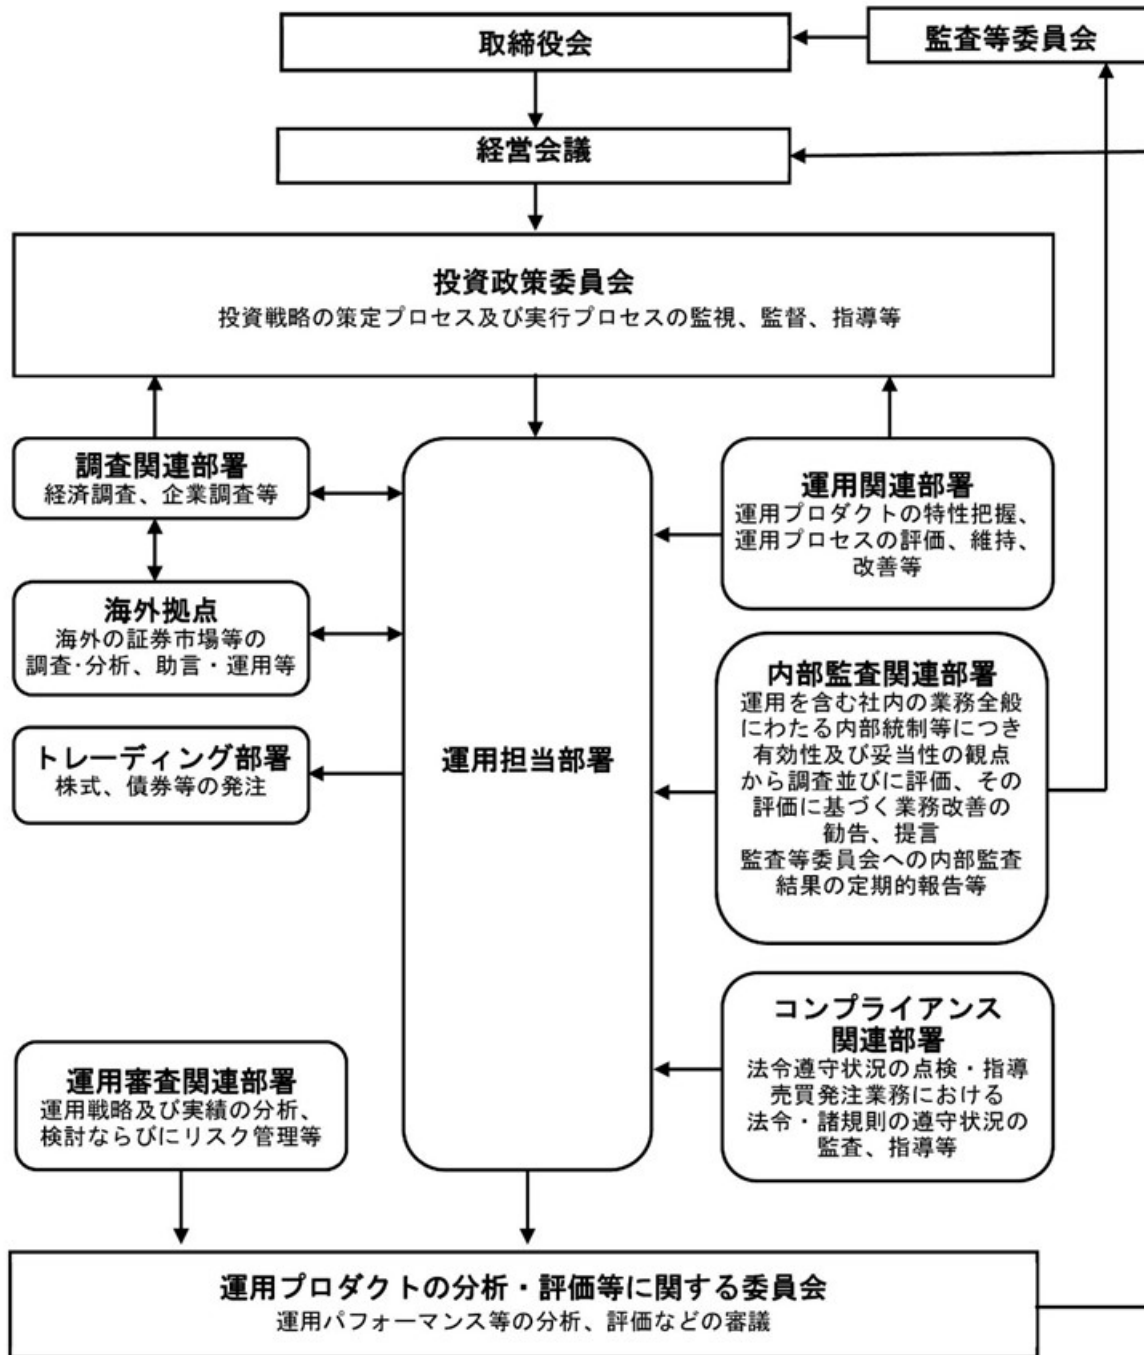 取締役会
監査等委員会
経営会議
投資政策委員会
投資戦略の策定プロセス及び実行プロセスの監視、監督、指導等
調査関連部署
経済調査、企業調査等
海外拠点
海外の証券市場等の
調査･分析、助言・運用等
トレーディング部署
株式、債券等の発注
運用担当部署
運用関連部署
運用プロダクトの特性把握、
運用プロセスの評価、維持、
改善等
内部監査関連部署
運用を含む社内の業務全般
にわたる内部統制等につき
有効性及び妥当性の観点
から調査並びに評価、その
評価に基づく業務改善の
勧告、提言
監査等委員会への内部監査
結果の定期的報告等
コンプライアンス
関連部署
法令遵守状況の点検・指導
売買発注業務における
法令・諸規則の遵守状況の
監査、指導等
運用審査関連部署
運用戦略及び実績の分析、
検討ならびにリスク管理等
運用プロダクトの分析・評価等に関する委員会
運用パフォーマンス等の分析、評価などの審議